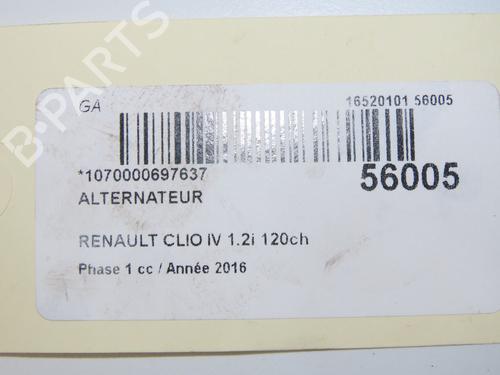 GA 16520101 56005
*1070000697637 56005
ALTERNATEUR
RENAULT CLIO IV 1.2i 120ch
Phase 1 cc / Année 2016
B-PARTS